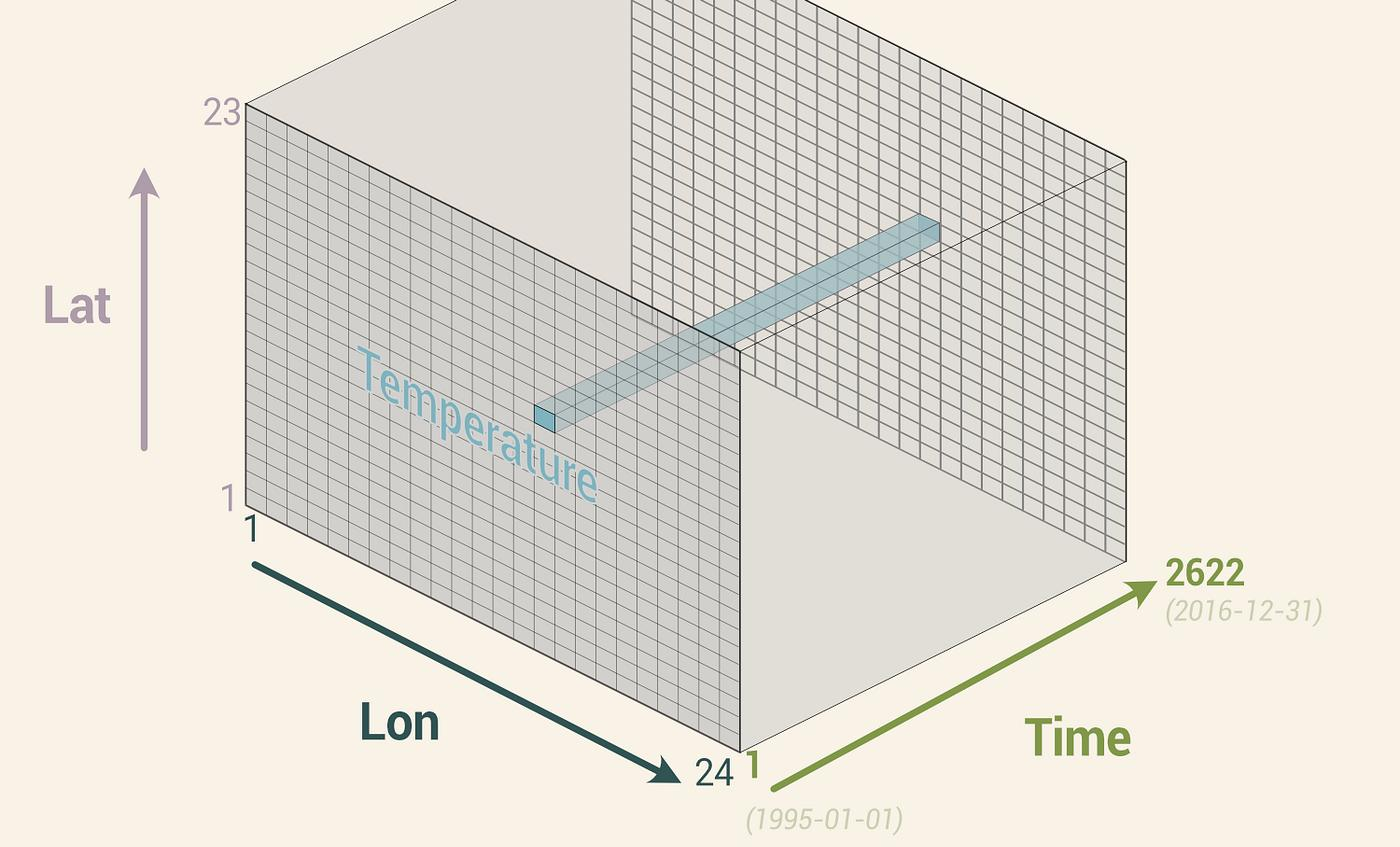 23
Lat
Temperature
1
1
2622
(2016-12-31)
Lon
Time
24
1
(1995-01-01)